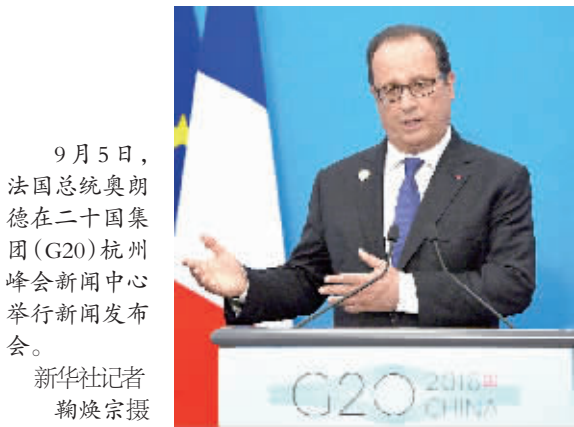 9月5日，
法国总统奥朗
德在二十国集
团（G20）杭州
峰会新闻中心
举行新闻发布
会。
新华社记者
鞠焕宗摄
G20 2016
CHINA